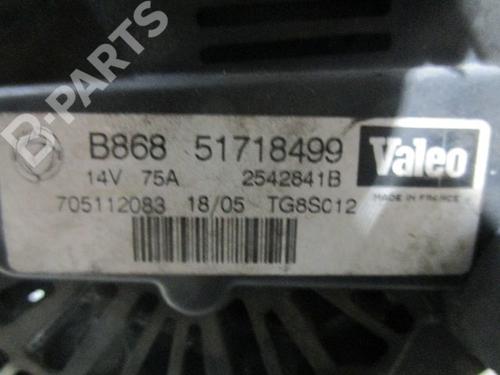 B-PARTS
B868 51718499
Valeo
14V 75A 2542841B
MADE IN FRANCE
705112083 18/05 TG8S012